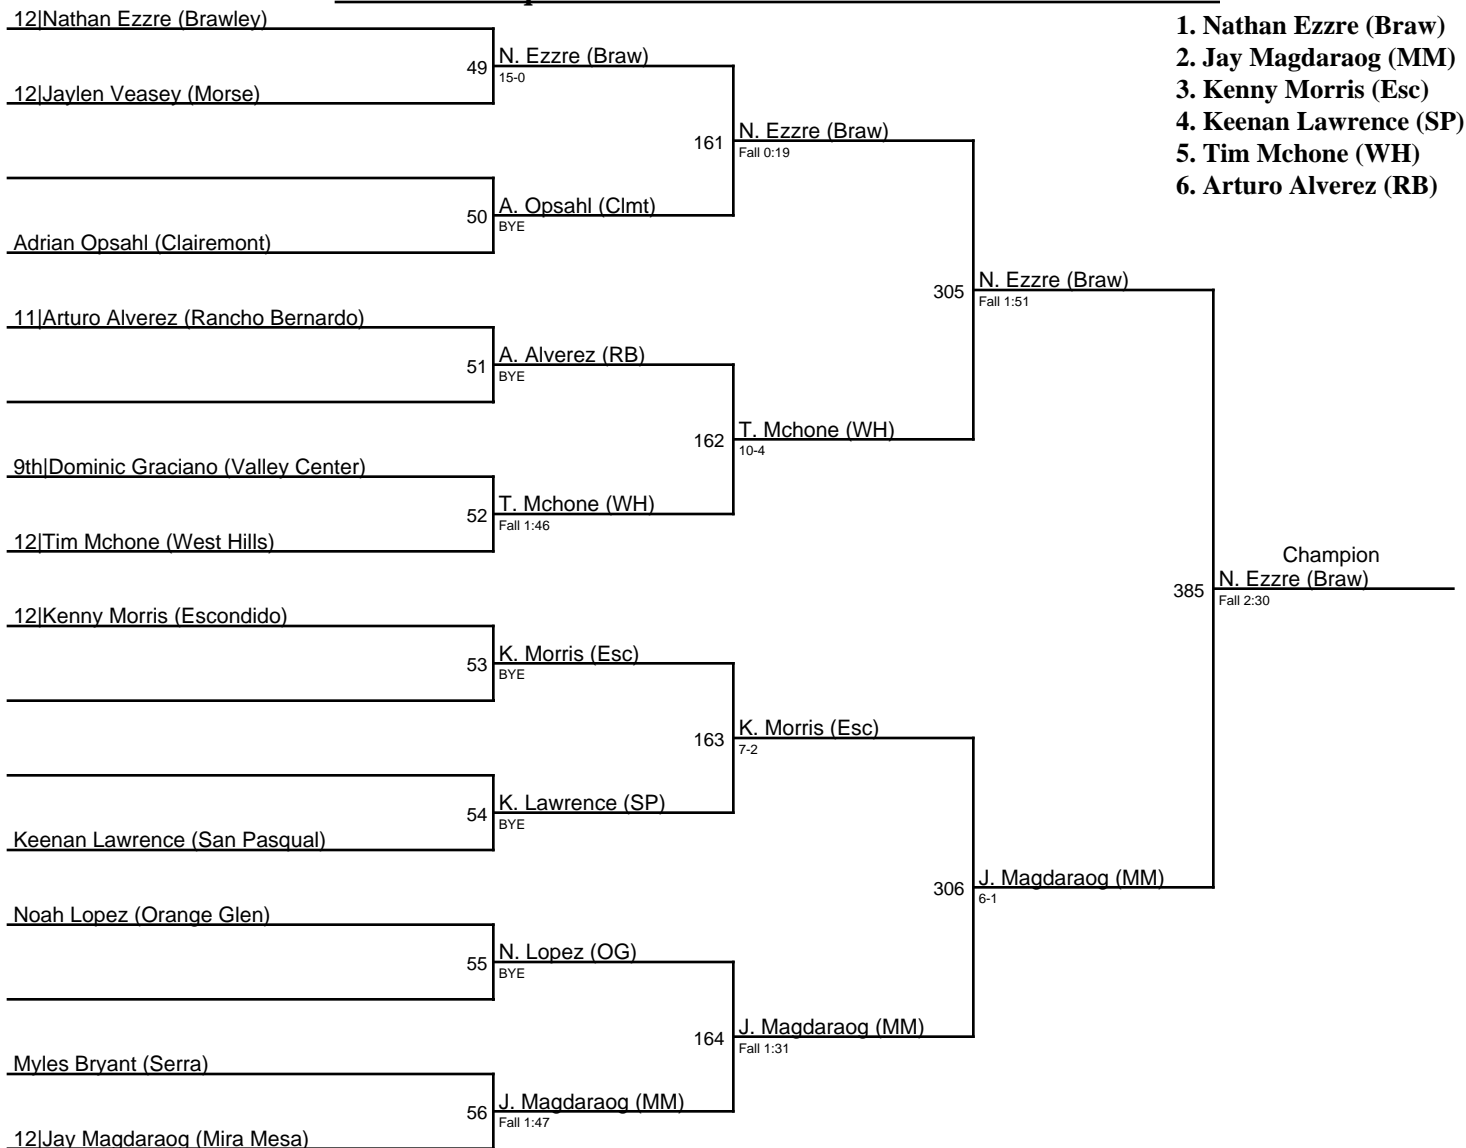 12|Nathan Ezzre (Brawley)
12|Jaylen Veasey (Morse)
Adrian Opsahl (Clairemont)
11|Arturo Alverez (Rancho Bernardo)
9th|Dominic Graciano (Valley Center)
12|Tim Mchone (West Hills)
12|Kenny Morris (Escondido)
Keenan Lawrence (San Pasqual)
Noah Lopez (Orange Glen)
Myles Bryant (Serra)
12|Jay Magdaraog (Mira Mesa)
49
N. Ezzre (Braw)
15-0
50
A. Opsahl (Clmt)
BYE
51
A. Alverez (RB)
BYE
52
T. Mchone (WH)
Fall 1:46
53
K. Morris (Esc)
BYE
54
K. Lawrence (SP)
BYE
55
N. Lopez (OG)
BYE
56
J. Magdaraog (MM)
Fall 1:47
161
N. Ezzre (Braw)
Fall 0:19
162
T. Mchone (WH)
10-4
163
K. Morris (Esc)
7-2
164
J. Magdaraog (MM)
Fall 1:31
305
N. Ezzre (Braw)
Fall 1:51
306
J. Magdaraog (MM)
6-1
385
Champion
N. Ezzre (Braw)
Fall 2:30
1. Nathan Ezzre (Braw)
2. Jay Magdaraog (MM)
3. Kenny Morris (Esc)
4. Keenan Lawrence (SP)
5. Tim Mchone (WH)
6. Arturo Alverez (RB)